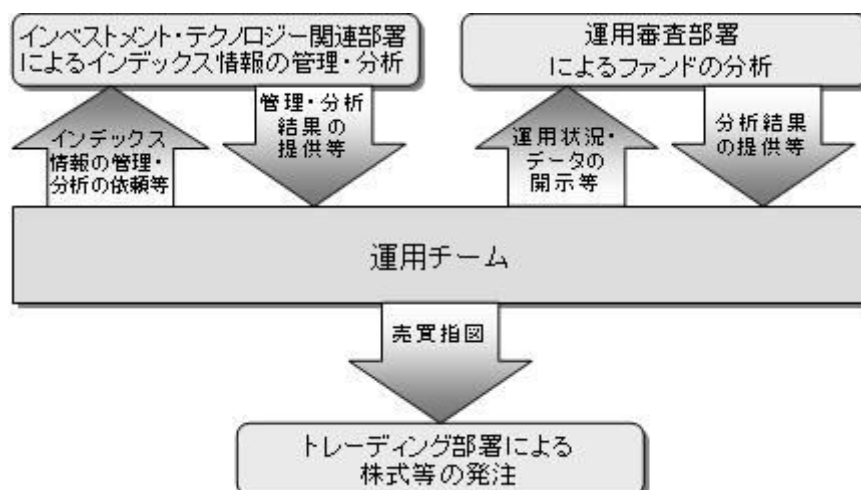 インベストメント・テクノロジー関連部署
によるインデックス情報の管理・分析
運用審査部署
によるファンドの分析
インデックス
情報の管理・
分析の依頼等
管理・分析
結果の
提供等
運用状況・
データの
開示等
分析結果
の提供等
運用チーム
売買指図
トレーディング部署による
株式等の発注